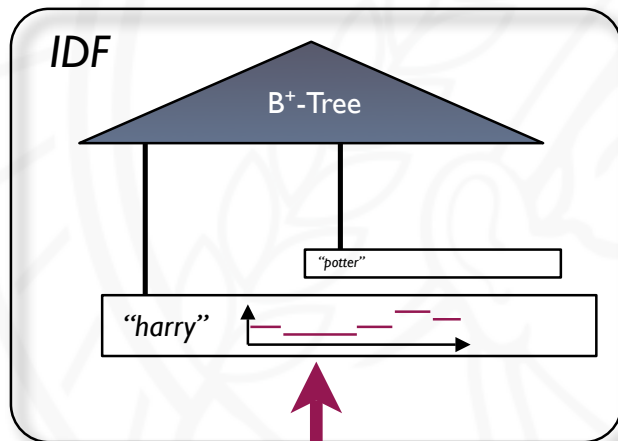 IDF
B+-Tree
“potter”
“harry”